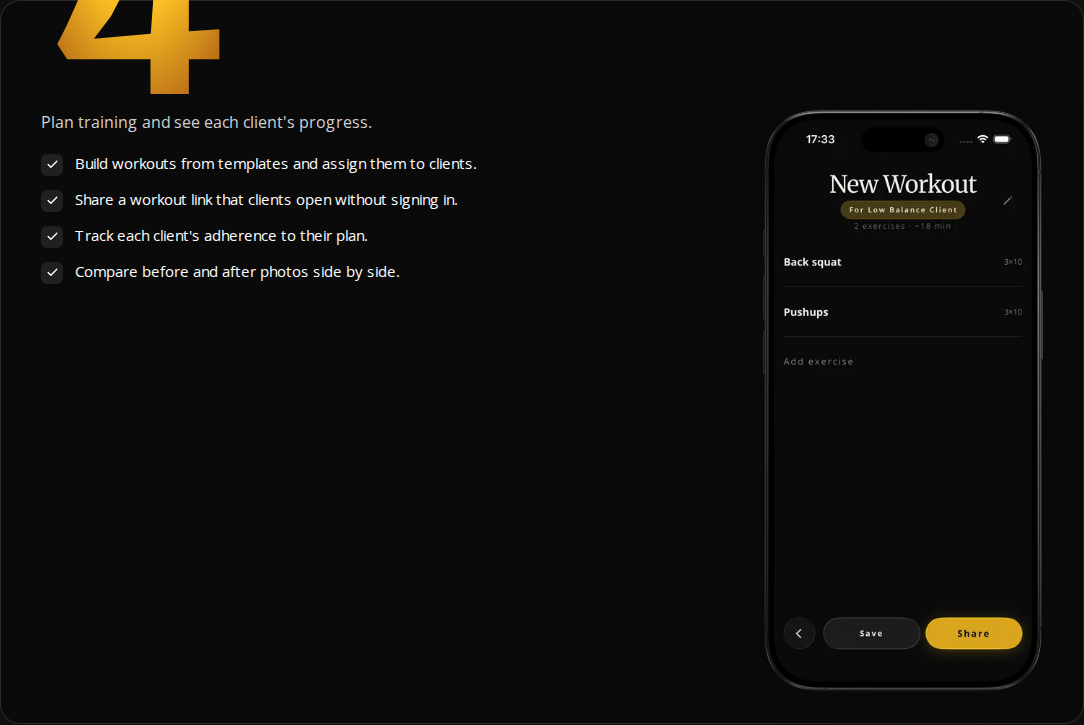 4
Plan training and see each client's progress.
Build workouts from templates and assign them to clients.
Share a workout link that clients open without signing in.
Track each client's adherence to their plan.
Compare before and after photos side by side.
17:33
New Workout
For Low Balance Client
2 exercises · ~18 min
Back squat 3×10
Pushups 3×10
Add exercise
Save Share